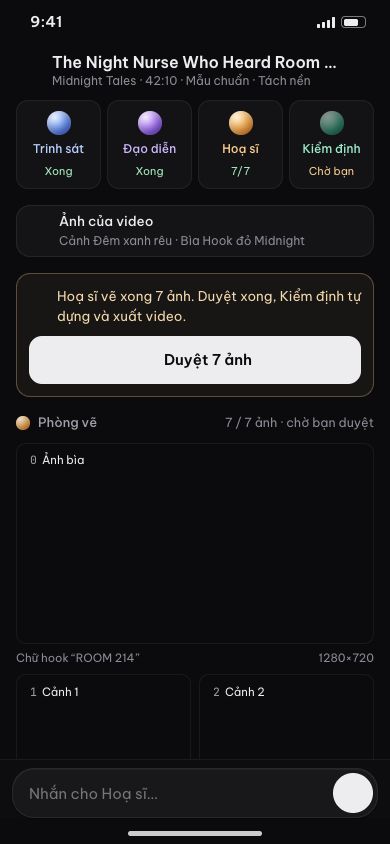 9:41
The Night Nurse Who Heard Room ...
Midnight Tales · 42:10 · Mẫu chuẩn · Tách nền
Trinh sát
Xong
Đạo diễn
Xong
Hoạ sĩ
7/7
Kiểm định
Chờ bạn
Ảnh của video
Cảnh Đêm xanh rêu · Bìa Hook đỏ Midnight
Hoạ sĩ vẽ xong 7 ảnh. Duyệt xong, Kiểm định tự
dựng và xuất video.
Duyệt 7 ảnh
Phòng vẽ
7 / 7 ảnh · chờ bạn duyệt
0 Ảnh bìa
Chữ hook “ROOM 214”
1280×720
1 Cảnh 1
2 Cảnh 2
Nhắn cho Hoạ sĩ...